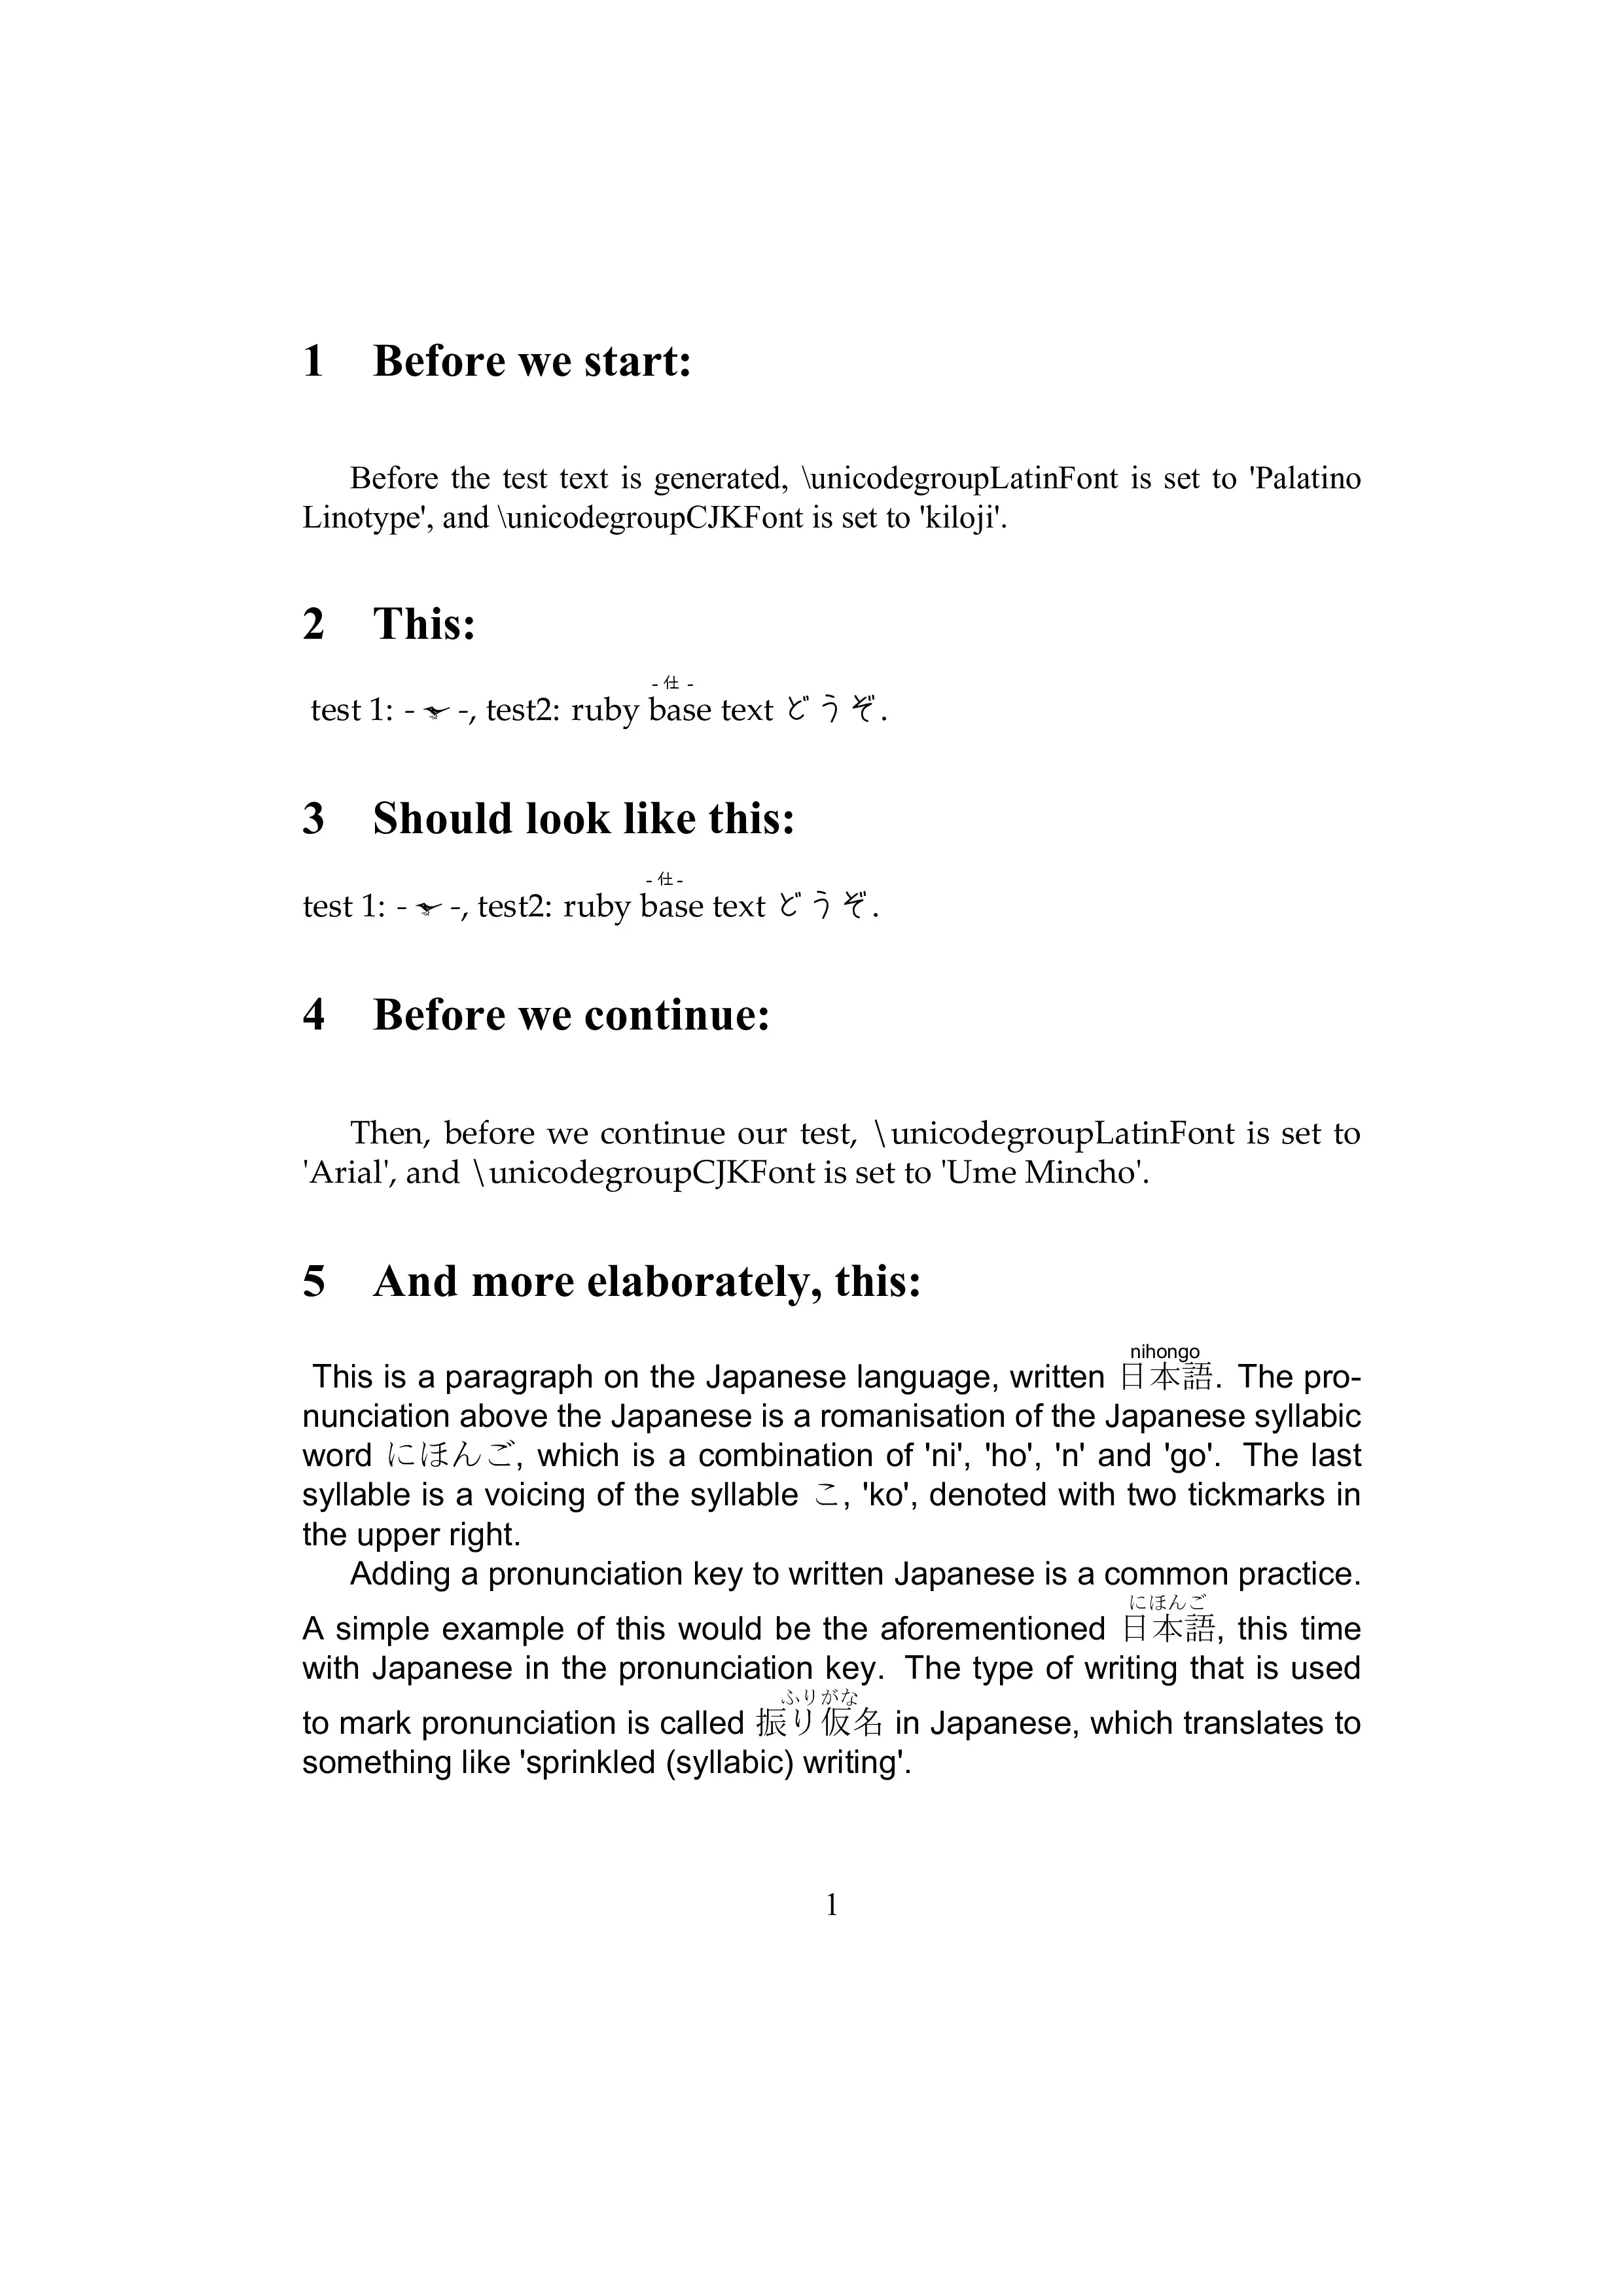 1 Before we start:
Before the test text is generated, \unicodegroupLatinFont is set to 'Palatino
Linotype', and \unicodegroupCJKFont is set to 'kiloji'.
2 This:
- 仕 -
test 1: - -, test2: ruby base text どうぞ.
3 Should look like this:
- 仕 -
test 1: - -, test2: ruby base text どうぞ.
4 Before we continue:
Then, before we continue our test, \unicodegroupLatinFont is set to
'Arial', and \unicodegroupCJKFont is set to 'Ume Mincho'.
5 And more elaborately, this:
nihongo
This is a paragraph on the Japanese language, written 日本語. The pro-
nunciation above the Japanese is a romanisation of the Japanese syllabic
word にほんご, which is a combination of 'ni', 'ho', 'n' and 'go'. The last
syllable is a voicing of the syllable こ, 'ko', denoted with two tickmarks in
the upper right.
Adding a pronunciation key to written Japanese is a common practice.
にほんご
A simple example of this would be the aforementioned 日本語, this time
with Japanese in the pronunciation key. The type of writing that is used
ふりがな
to mark pronunciation is called 振り仮名 in Japanese, which translates to
something like 'sprinkled (syllabic) writing'.
1